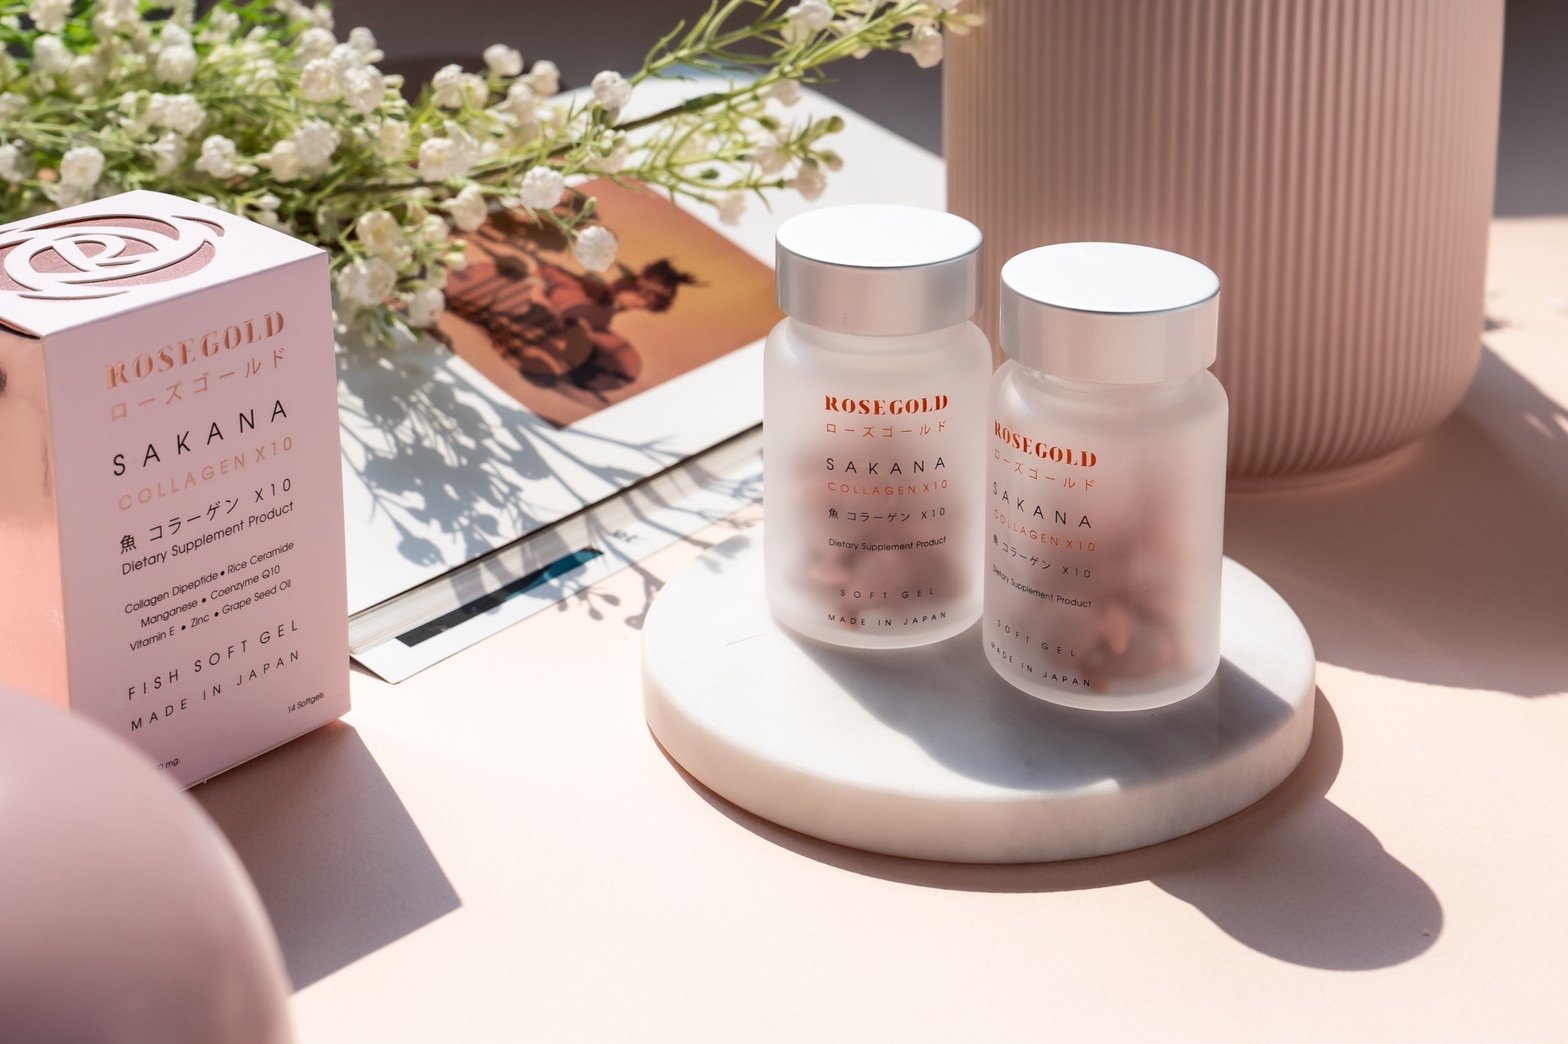 R
ROSEGOLD
ローズゴールド
SAKANA
COLLAGEN X10
魚 コラーゲン X10
Dietary Supplement Product
Collagen Dipeptide • Rice Ceramide
Manganese • Coenzyme Q10
Vitamin E • Zinc • Grape Seed Oil
FISH SOFT GEL
MADE IN JAPAN
14 Softgels
mg.
ROSEGOLD
ローズゴールド
SAKANA
COLLAGEN X10
魚 コラーゲン X10
Dietary Supplement Product
SOFT GEL
MADE IN JAPAN
ROSEGOLD
ローズゴールド
SAKANA
COLLAGEN X10
魚 コラーゲン X10
Dietary Supplement Product
SOFT GEL
MADE IN JAPAN